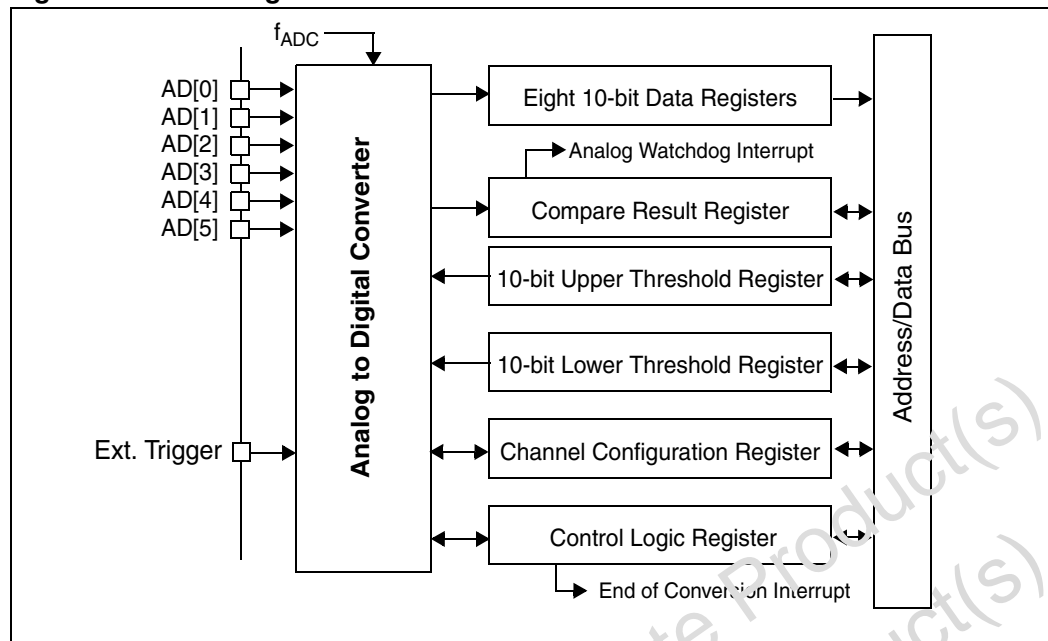 f_ADC
AD[0]
AD[1]
AD[2]
AD[3]
AD[4]
AD[5]
Ext. Trigger
Analog to Digital Converter
Eight 10-bit Data Registers
Analog Watchdog Interrupt
Compare Result Register
10-bit Upper Threshold Register
10-bit Lower Threshold Register
Channel Configuration Register
Control Logic Register
End of Conversion Interrupt
Address/Data Bus
Product(s)